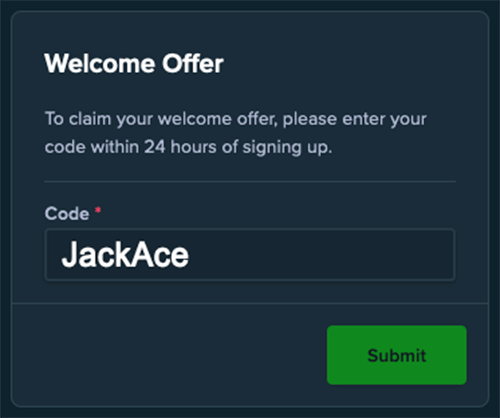 Welcome Offer
To claim your welcome offer, please enter your
code within 24 hours of signing up.
Code *
JackAce
Submit